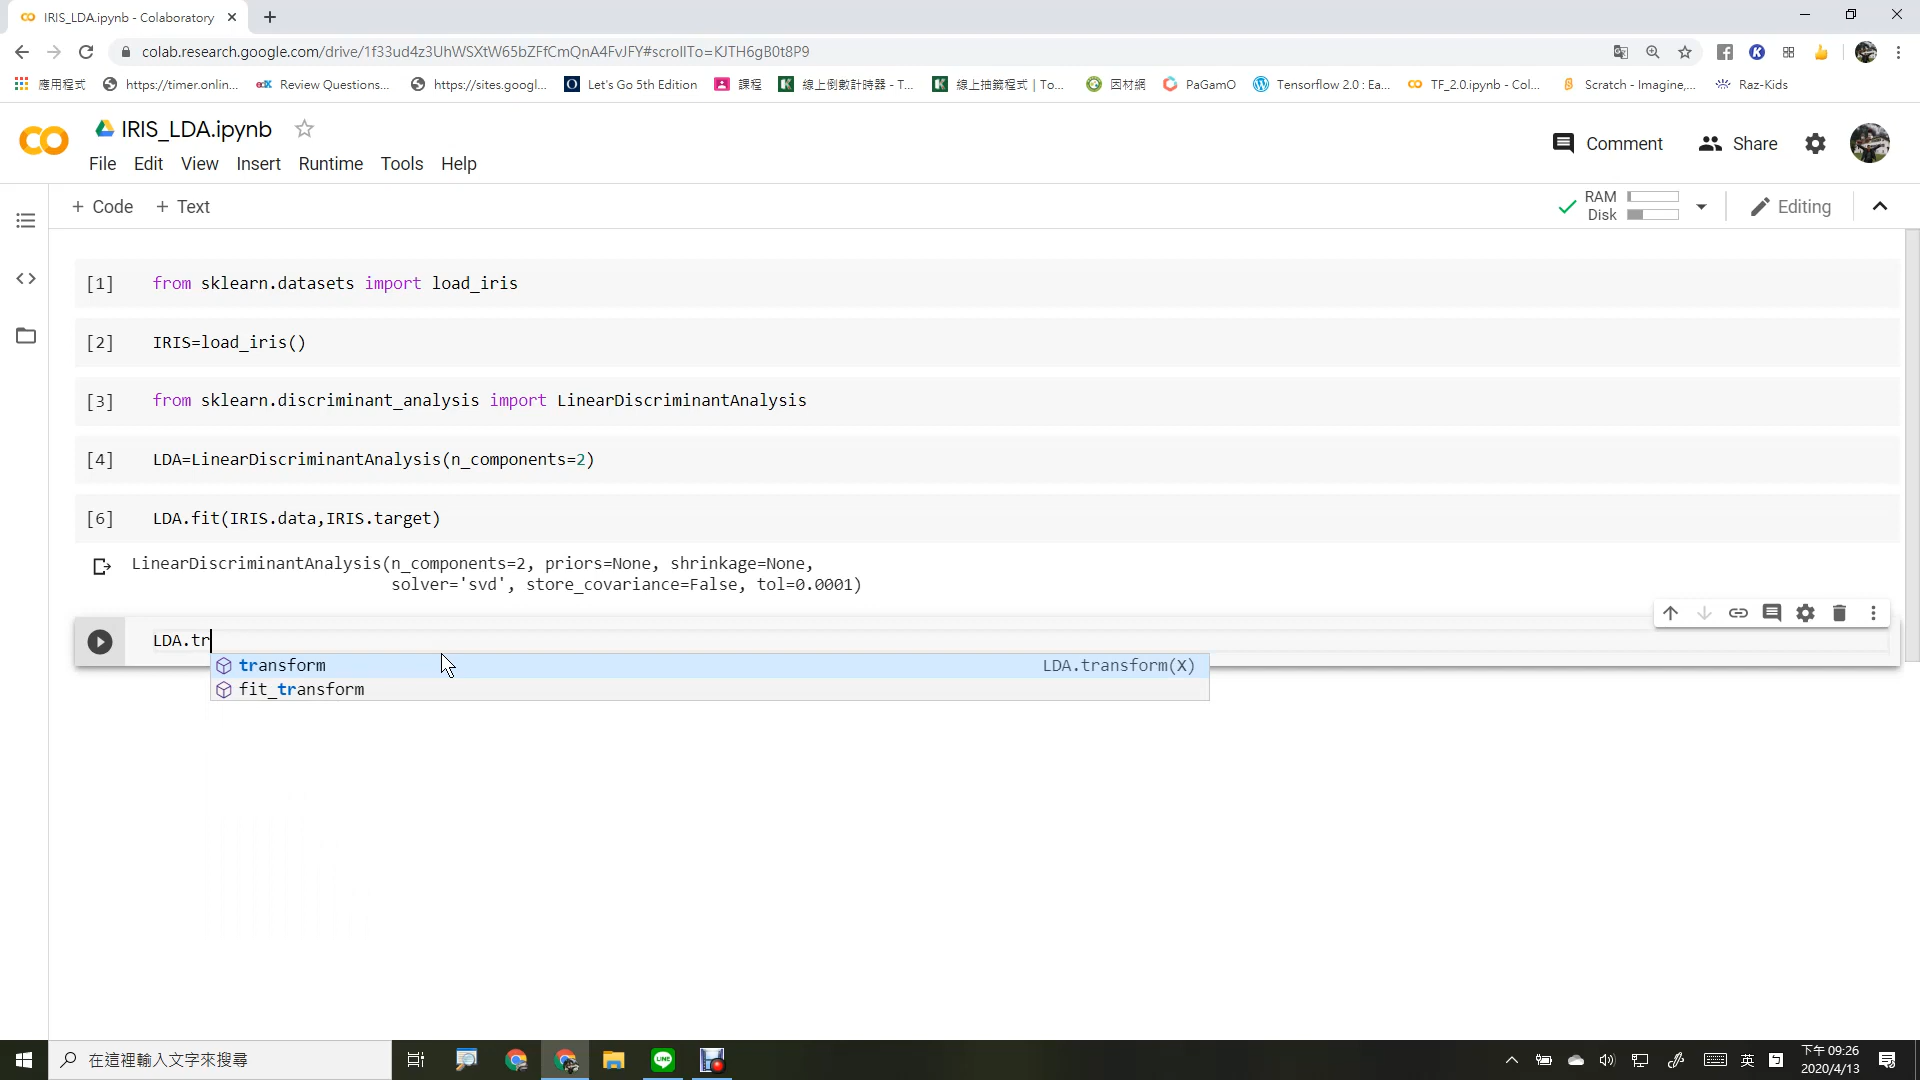 IRIS_LDA.ipynb - Colaboratory
colab.research.google.com/drive/1f33ud4z3UhWSXtW65bZFfCmQnA4FvJFY#scrollTo=KJTH6gB0t8P9
應用程式 https://timer.onlin... edX Review Questions... https://sites.googl... Let's Go 5th Edition 課程 線上倒數計時器 - T... 線上抽籤程式 | To... 因材網 PaGamO Tensorflow 2.0 : Ea... TF_2.0.ipynb - Col... Scratch - Imagine,... Raz-Kids
IRIS_LDA.ipynb
Comment Share
File Edit View Insert Runtime Tools Help
+ Code + Text
RAM
Disk
Editing
[1] from sklearn.datasets import load_iris
[2] IRIS=load_iris()
[3] from sklearn.discriminant_analysis import LinearDiscriminantAnalysis
[4] LDA=LinearDiscriminantAnalysis(n_components=2)
[6] LDA.fit(IRIS.data,IRIS.target)
LinearDiscriminantAnalysis(n_components=2, priors=None, shrinkage=None,
solver='svd', store_covariance=False, tol=0.0001)
LDA.tr
transform LDA.transform(X)
fit_transform
在這裡輸入文字來搜尋
LINE
英
下午 09:26
2020/4/13